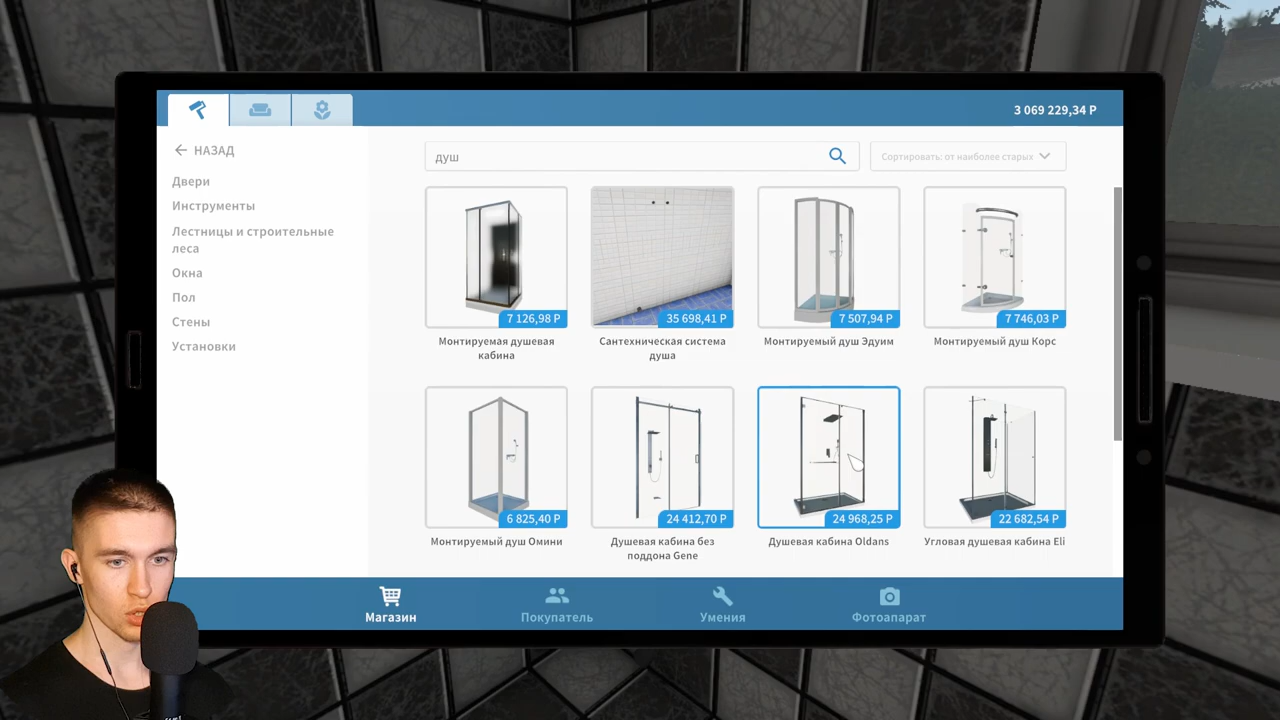 3 069 229,34 Р
НАЗАД
душ
Сортировать: от наиболее старых
Двери
Инструменты
Лестницы и строительные
леса
Окна
Пол
Стены
Установки
7 126,98 Р
35 698,41 Р
7 507,94 Р
7 746,03 Р
Монтируемая душевая
кабина
Сантехническая система
душа
Монтируемый душ Эдуим
Монтируемый душ Корс
6 825,40 Р
24 412,70 Р
24 968,25 Р
22 682,54 Р
Монтируемый душ Омини
Душевая кабина без
поддона Gene
Душевая кабина Oldans
Угловая душевая кабина Eli
Магазин
Покупатель
Умения
Фотоаппарат